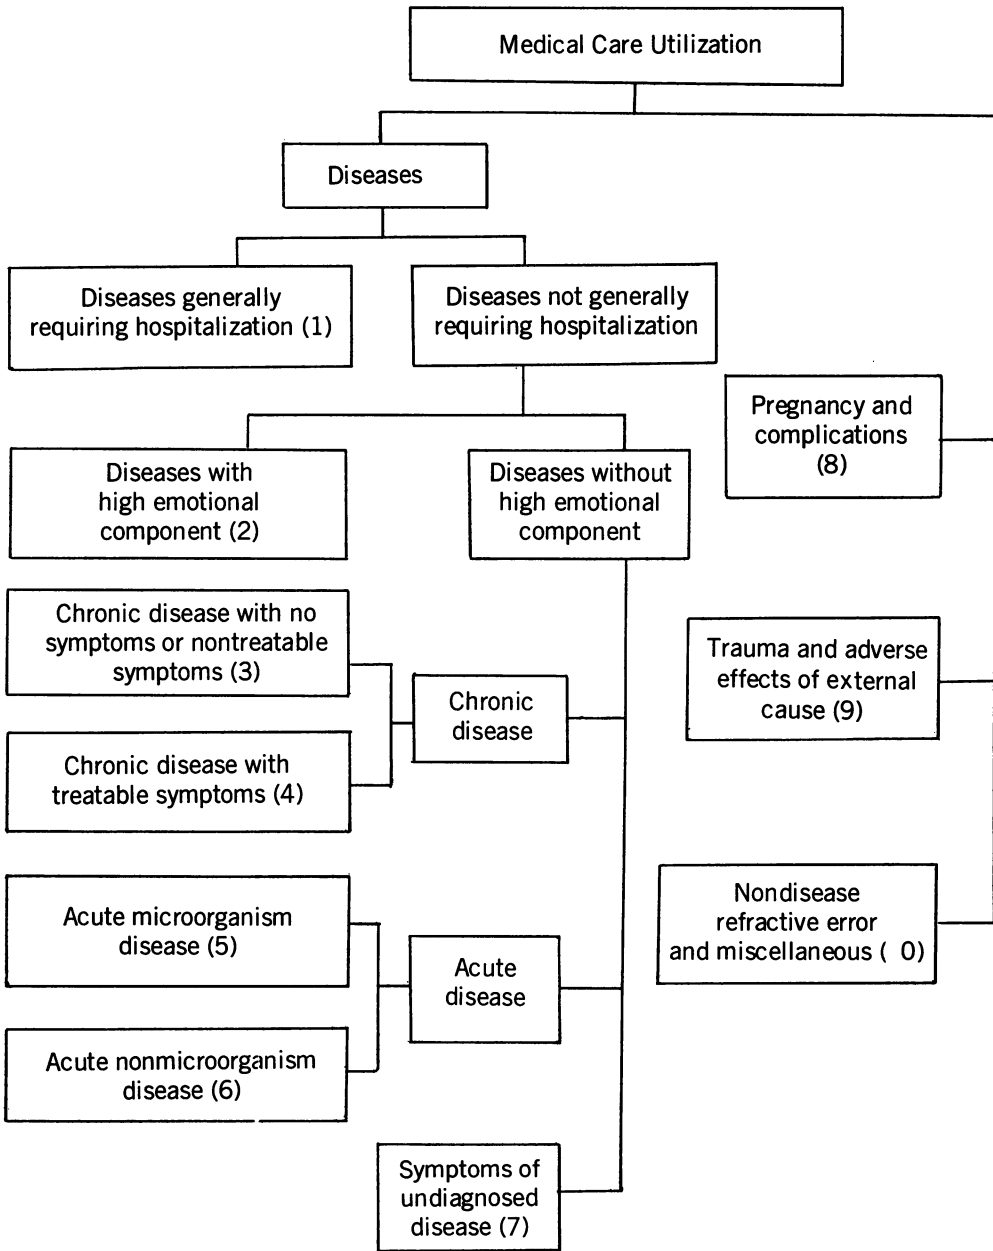 Medical Care Utilization
Diseases
Diseases generally
requiring hospitalization (1)
Diseases not generally
requiring hospitalization
Pregnancy and
complications
(8)
Diseases with
high emotional
component (2)
Diseases without
high emotional
component
Chronic disease with no
symptoms or nontreatable
symptoms (3)
Trauma and adverse
effects of external
cause (9)
Chronic
disease
Chronic disease with
treatable symptoms (4)
Nondisease
refractive error
and miscellaneous ( 0)
Acute microorganism
disease (5)
Acute
disease
Acute nonmicroorganism
disease (6)
Symptoms of
undiagnosed
disease (7)